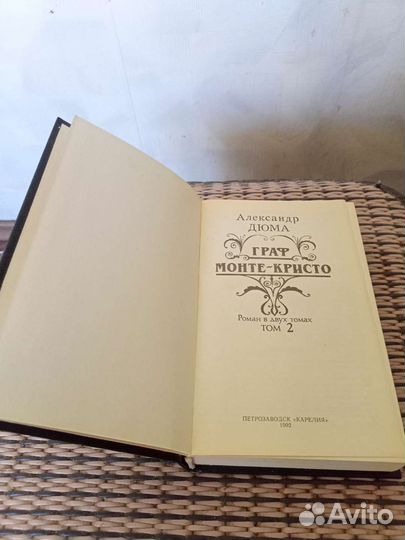 Александр
ДЮМА
ГРАФ
МОНТЕ-КРИСТО
Роман в двух томах
ТОМ 2
ПЕТРОЗАВОДСК «КАРЕЛИЯ»
1992
Avito